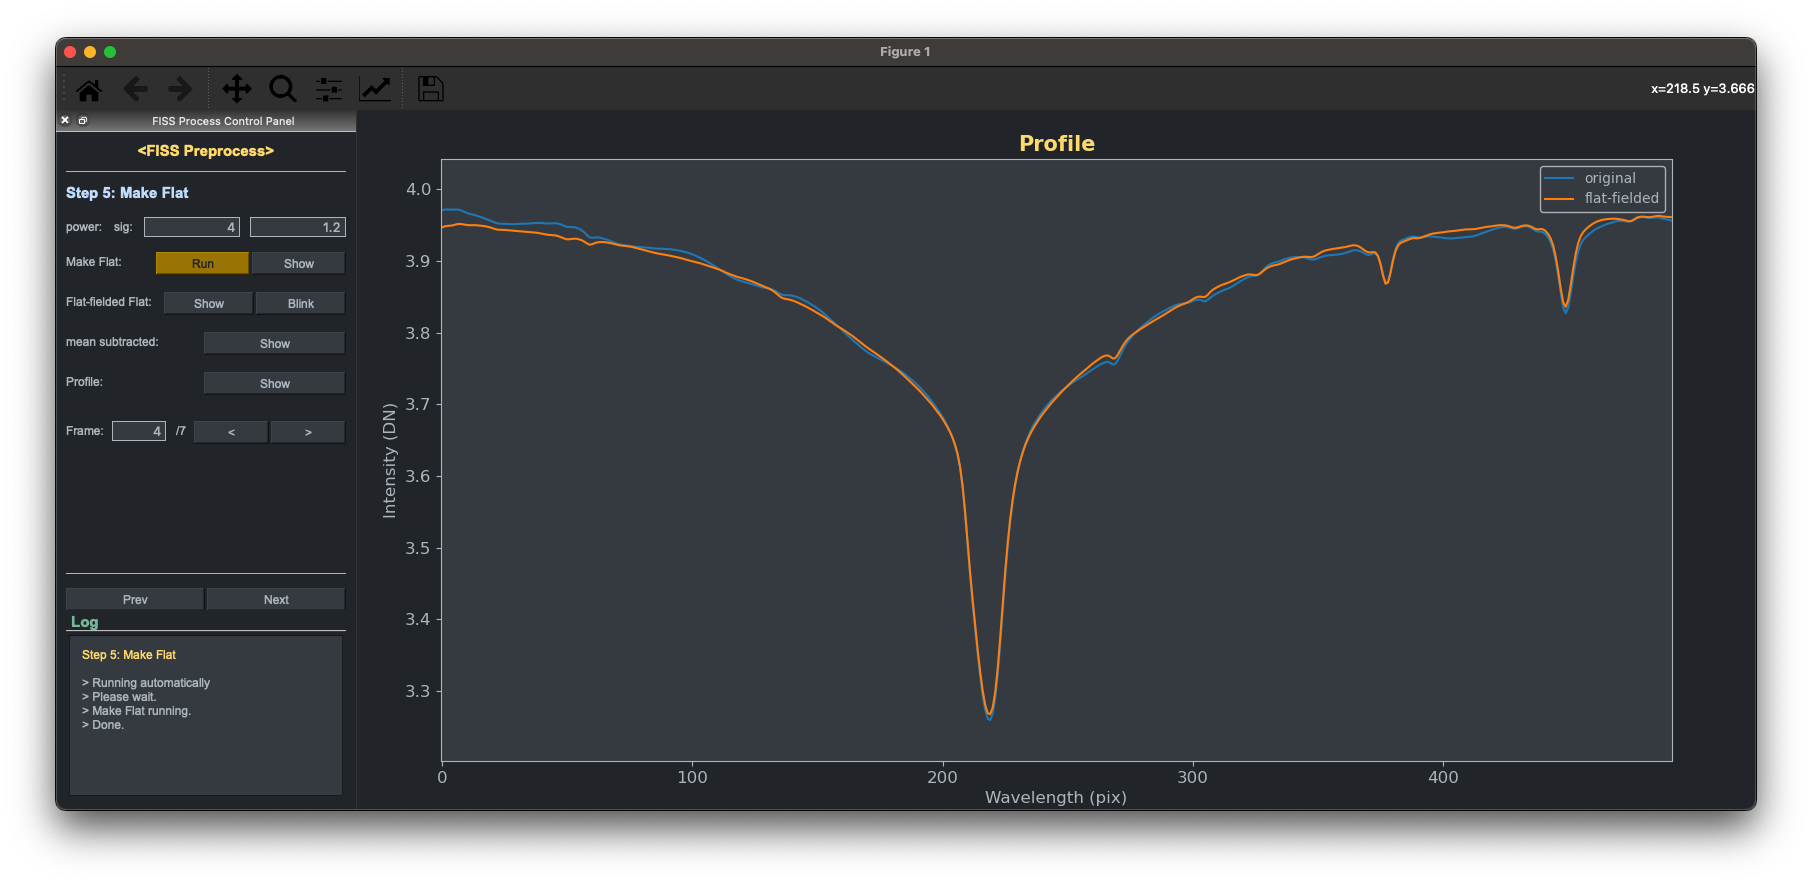 Figure 1
x=218.5 y=3.666
FISS Process Control Panel
<FISS Preprocess>
Step 5: Make Flat
power: sig: 4 1.2
Make Flat: Run Show
Flat-fielded Flat: Show Blink
mean subtracted: Show
Profile: Show
Frame: 4 /7 < >
Prev Next
Log
Step 5: Make Flat
> Running automatically
> Please wait.
> Make Flat running.
> Done.
Profile
original
flat-fielded
Intensity (DN)
4.0
3.9
3.8
3.7
3.6
3.5
3.4
3.3
0 100 200 300 400
Wavelength (pix)